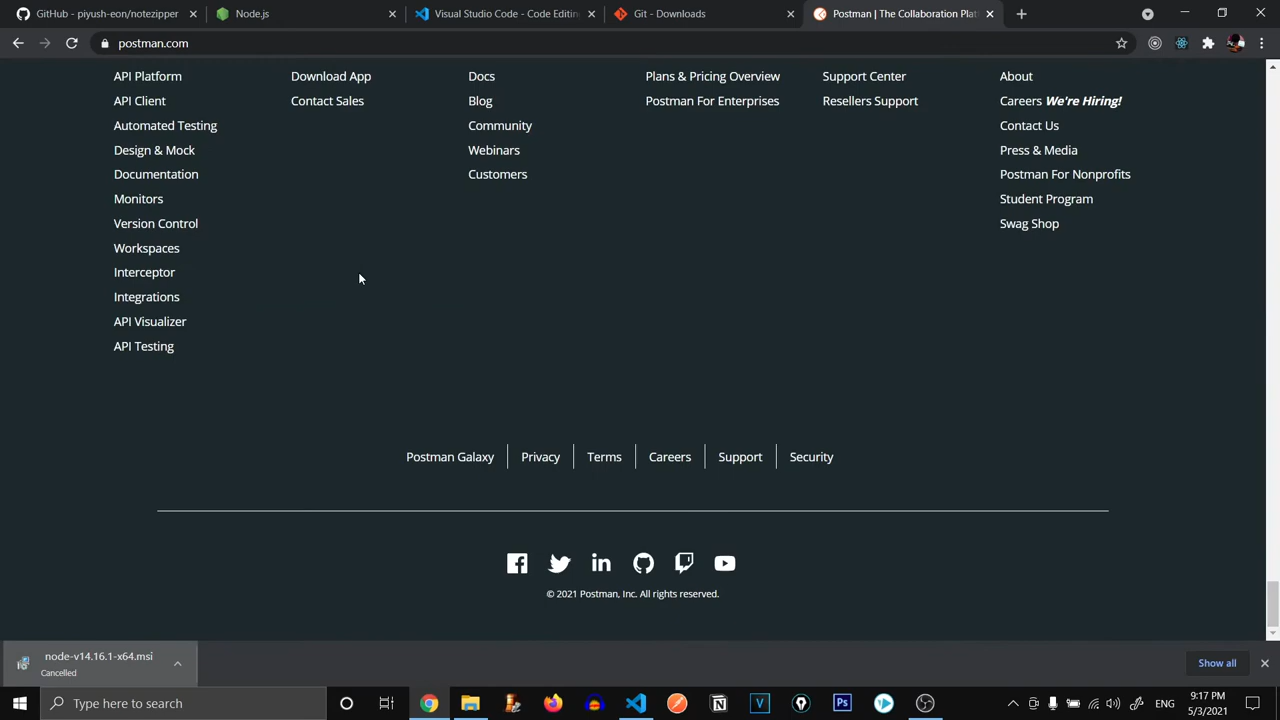 GitHub - piyush-eon/notezipper
Node.js
Visual Studio Code - Code Editin
Git - Downloads
Postman | The Collaboration Plat
postman.com
API Platform
Download App
Docs
Plans & Pricing Overview
Support Center
About
API Client
Contact Sales
Blog
Postman For Enterprises
Resellers Support
Careers We're Hiring!
Automated Testing
Community
Contact Us
Design & Mock
Webinars
Press & Media
Documentation
Customers
Postman For Nonprofits
Monitors
Student Program
Version Control
Swag Shop
Workspaces
Interceptor
Integrations
API Visualizer
API Testing
Postman Galaxy
Privacy
Terms
Careers
Support
Security
© 2021 Postman, Inc. All rights reserved.
node-v14.16.1-x64.msi
Cancelled
Show all
Type here to search
ENG
9:17 PM
5/3/2021